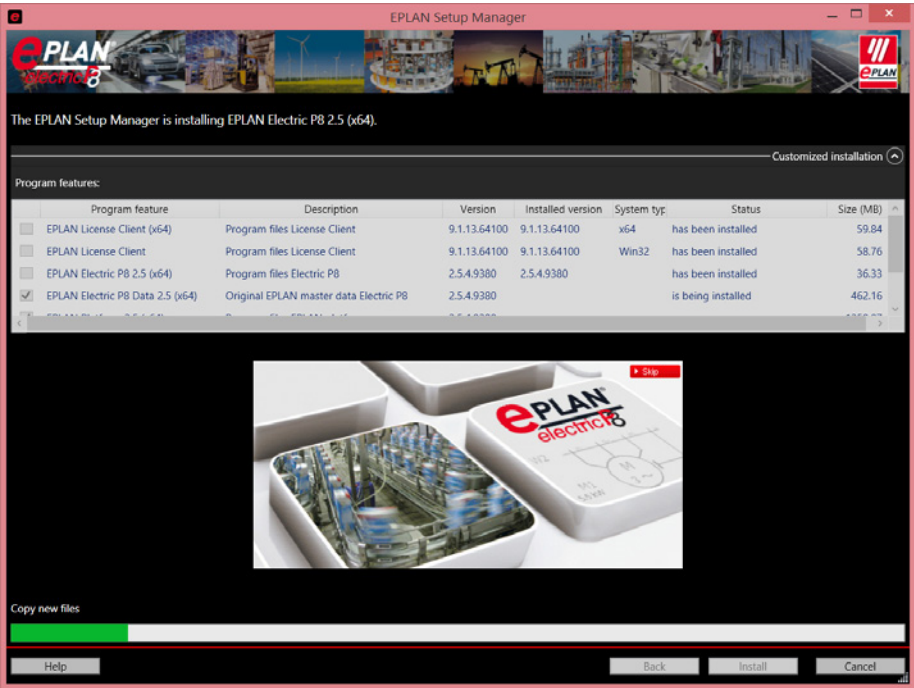 EPLAN Setup Manager
ePLAN
electric P8
ePLAN
The EPLAN Setup Manager is installing EPLAN Electric P8 2.5 (x64).
Customized installation
Program features:
Program feature Description Version Installed version System typ Status Size (MB)
EPLAN License Client (x64) Program files License Client 9.1.13.64100 9.1.13.64100 x64 has been installed 59.84
EPLAN License Client Program files License Client 9.1.13.64100 9.1.13.64100 Win32 has been installed 58.76
EPLAN Electric P8 2.5 (x64) Program files Electric P8 2.5.4.9380 2.5.4.9380 has been installed 36.33
EPLAN Electric P8 Data 2.5 (x64) Original EPLAN master data Electric P8 2.5.4.9380 is being installed 462.16
Skip
ePLAN
electric P8
M
3~
M1
Copy new files
Help Back Install Cancel